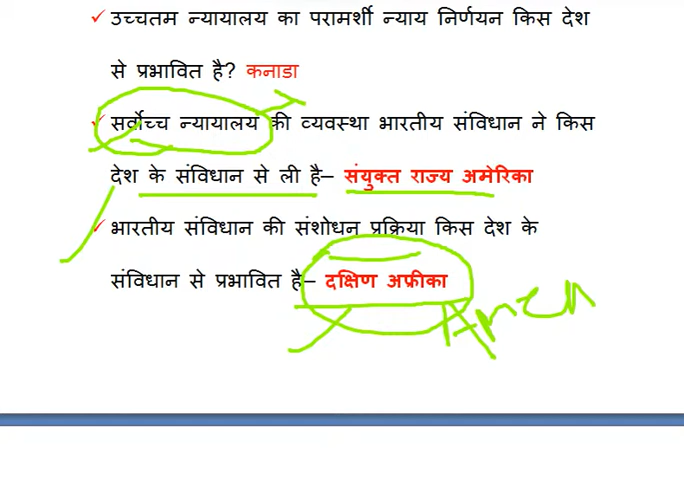 उच्चतम न्यायालय का परामर्शी न्याय निर्णयन किस देश
से प्रभावित है? कनाडा
सर्वोच्च न्यायालय की व्यवस्था भारतीय संविधान ने किस
देश के संविधान से ली है– संयुक्त राज्य अमेरिका
भारतीय संविधान की संशोधन प्रक्रिया किस देश के
संविधान से प्रभावित है– दक्षिण अफ्रीका